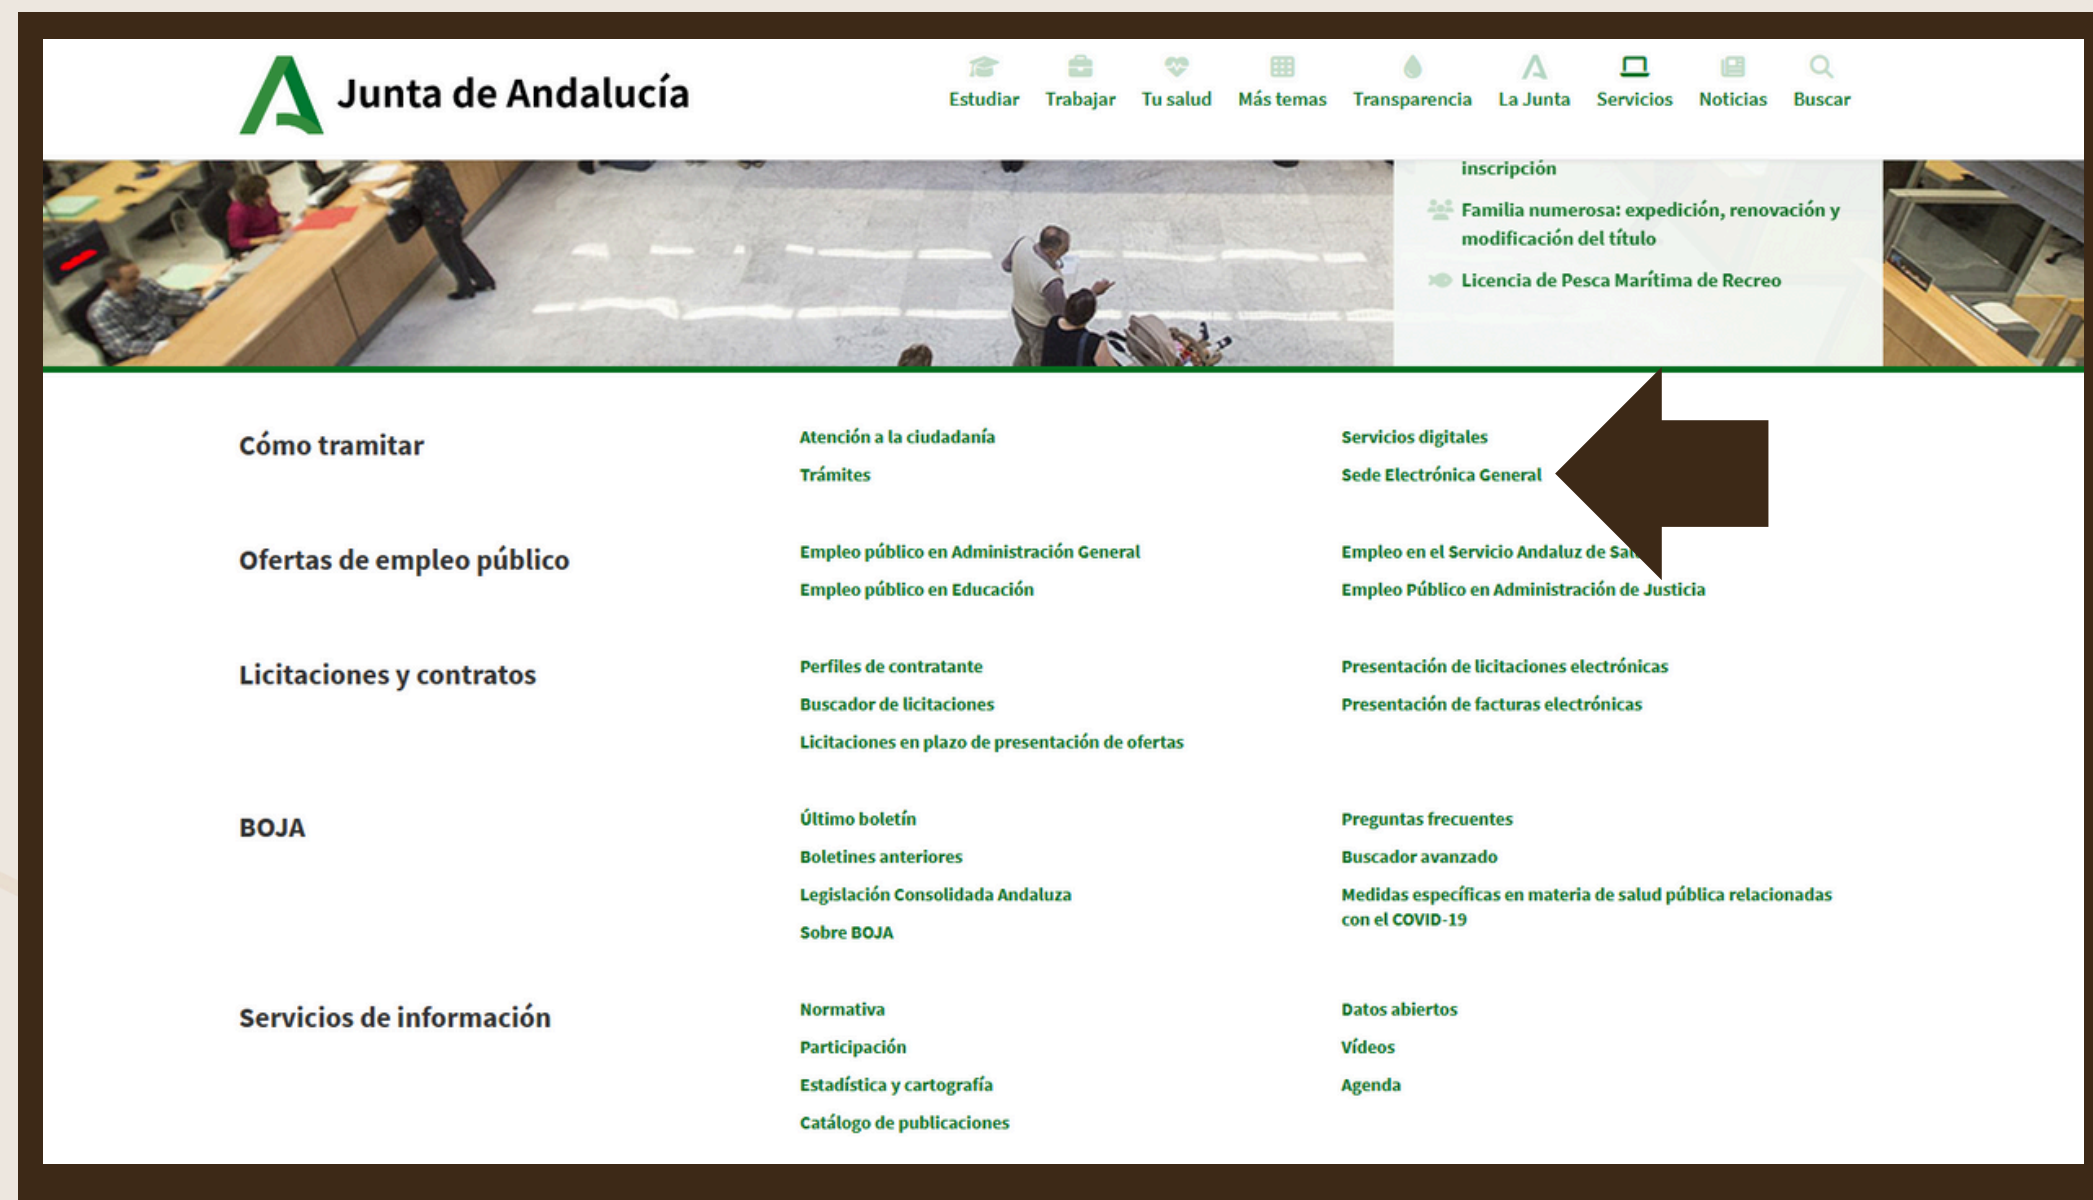 Junta de Andalucía
Estudiar Trabajar Tu salud Más temas Transparencia La Junta Servicios Noticias Buscar
inscripción
Familia numerosa: expedición, renovación y
modificación del título
Licencia de Pesca Marítima de Recreo
Cómo tramitar
Atención a la ciudadanía
Trámites
Servicios digitales
Sede Electrónica General
Ofertas de empleo público
Empleo público en Administración General
Empleo público en Educación
Empleo en el Servicio Andaluz de
Empleo Público en Administración de Justicia
Licitaciones y contratos
Perfiles de contratante
Buscador de licitaciones
Licitaciones en plazo de presentación de ofertas
Presentación de licitaciones electrónicas
Presentación de facturas electrónicas
BOJA
Último boletín
Boletines anteriores
Legislación Consolidada Andaluza
Sobre BOJA
Preguntas frecuentes
Buscador avanzado
Medidas específicas en materia de salud pública relacionadas
con el COVID-19
Servicios de información
Normativa
Participación
Estadística y cartografía
Catálogo de publicaciones
Datos abiertos
Vídeos
Agenda